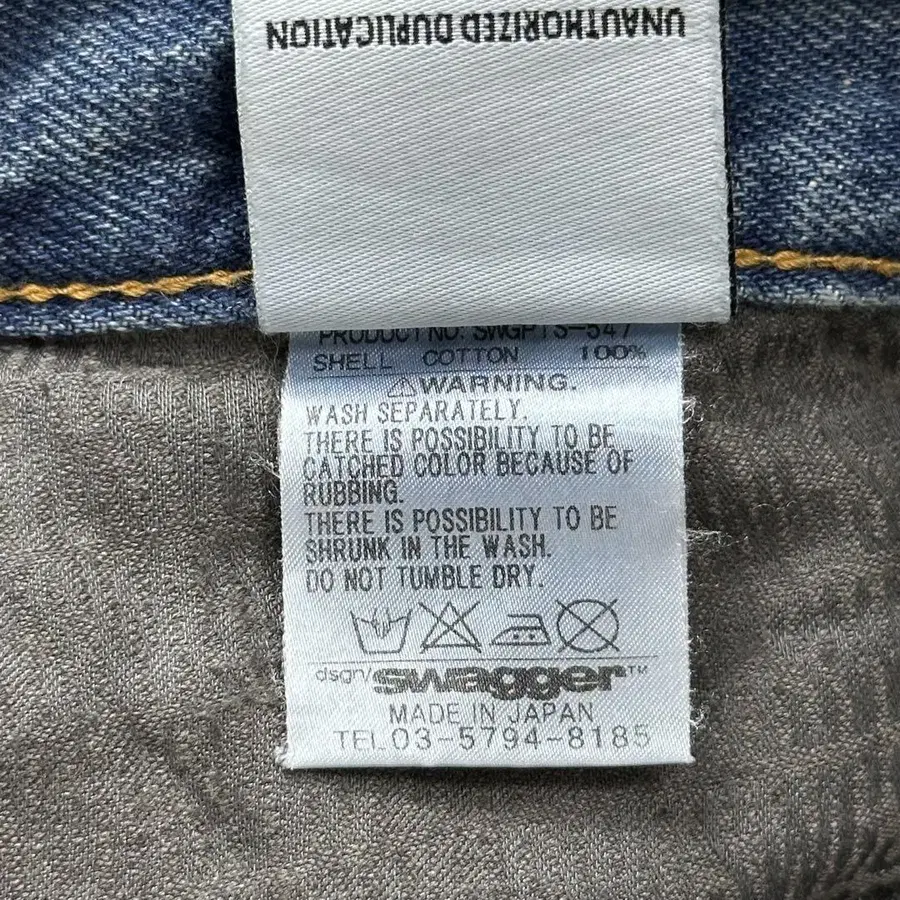 UNAUTHORIZED DUPLICATION
PRODUCT NO. SWGPTS-547
SHELL COTTON 100%
⚠WARNING.
WASH SEPARATELY.
THERE IS POSSIBILITY TO BE
CATCHED COLOR BECAUSE OF
RUBBING.
THERE IS POSSIBILITY TO BE
SHRUNK IN THE WASH.
DO NOT TUMBLE DRY.
dsgn/swagger™
MADE IN JAPAN
TEL 03-5794-8185